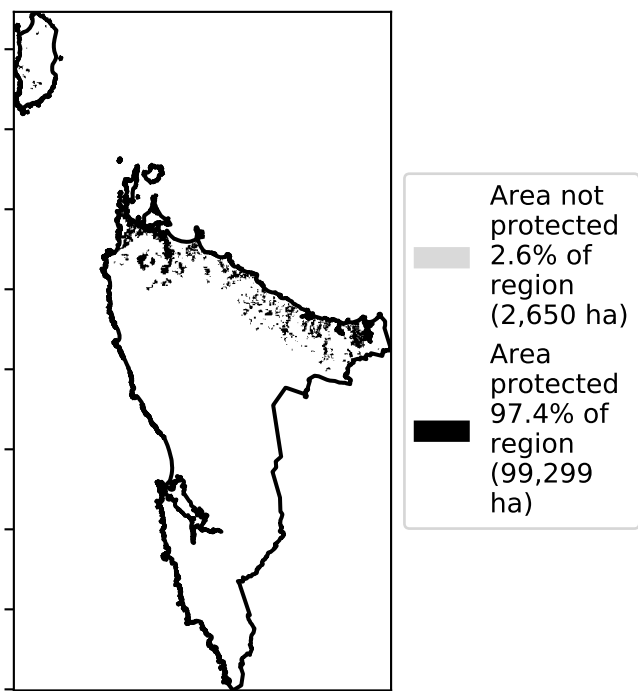 Area not
protected
2.6% of
region
(2,650 ha)
Area
protected
97.4% of
region
(99,299
ha)